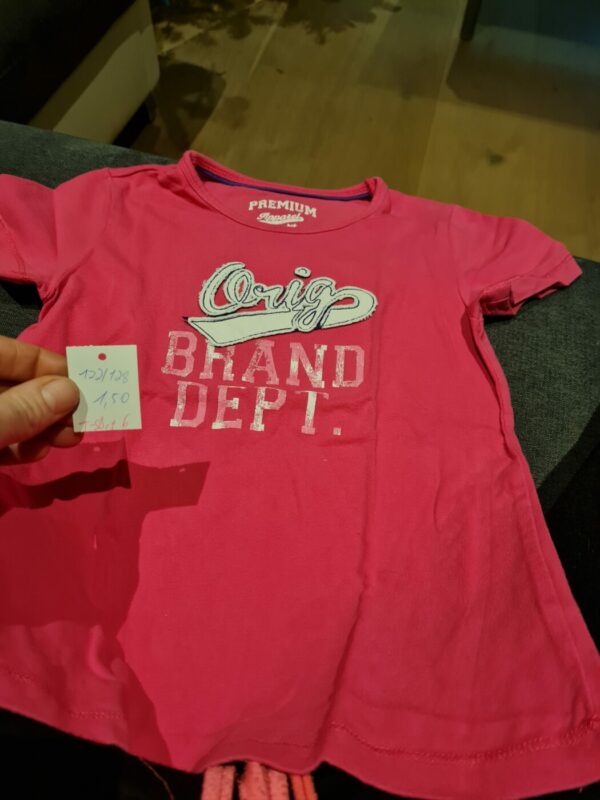 PREMIUM
Apparel
Orig
BRAND
DEPT.
122/128
1,50